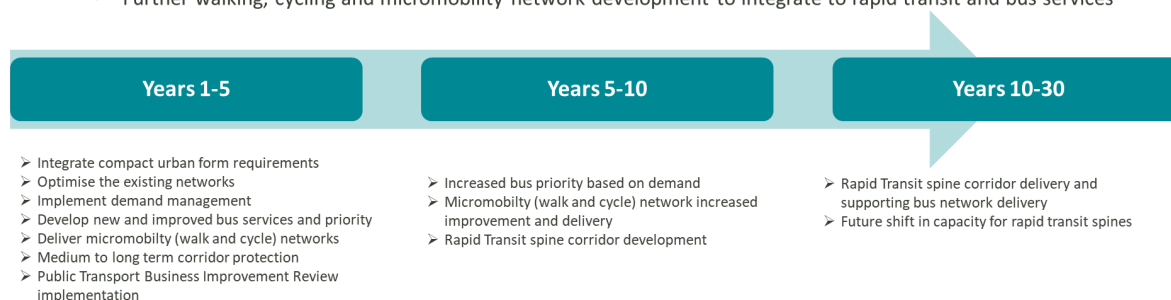 Further walking, cycling and micromobility network development to integrate to rapid transit and bus services
Years 1-5
Years 5-10
Years 10-30
➢ Integrate compact urban form requirements
➢ Optimise the existing networks
➢ Implement demand management
➢ Develop new and improved bus services and priority
➢ Deliver micromobilty (walk and cycle) networks
➢ Medium to long term corridor protection
➢ Public Transport Business Improvement Review
implementation
➢ Increased bus priority based on demand
➢ Micromobilty (walk and cycle) network increased
improvement and delivery
➢ Rapid Transit spine corridor development
➢ Rapid Transit spine corridor delivery and
supporting bus network delivery
➢ Future shift in capacity for rapid transit spines